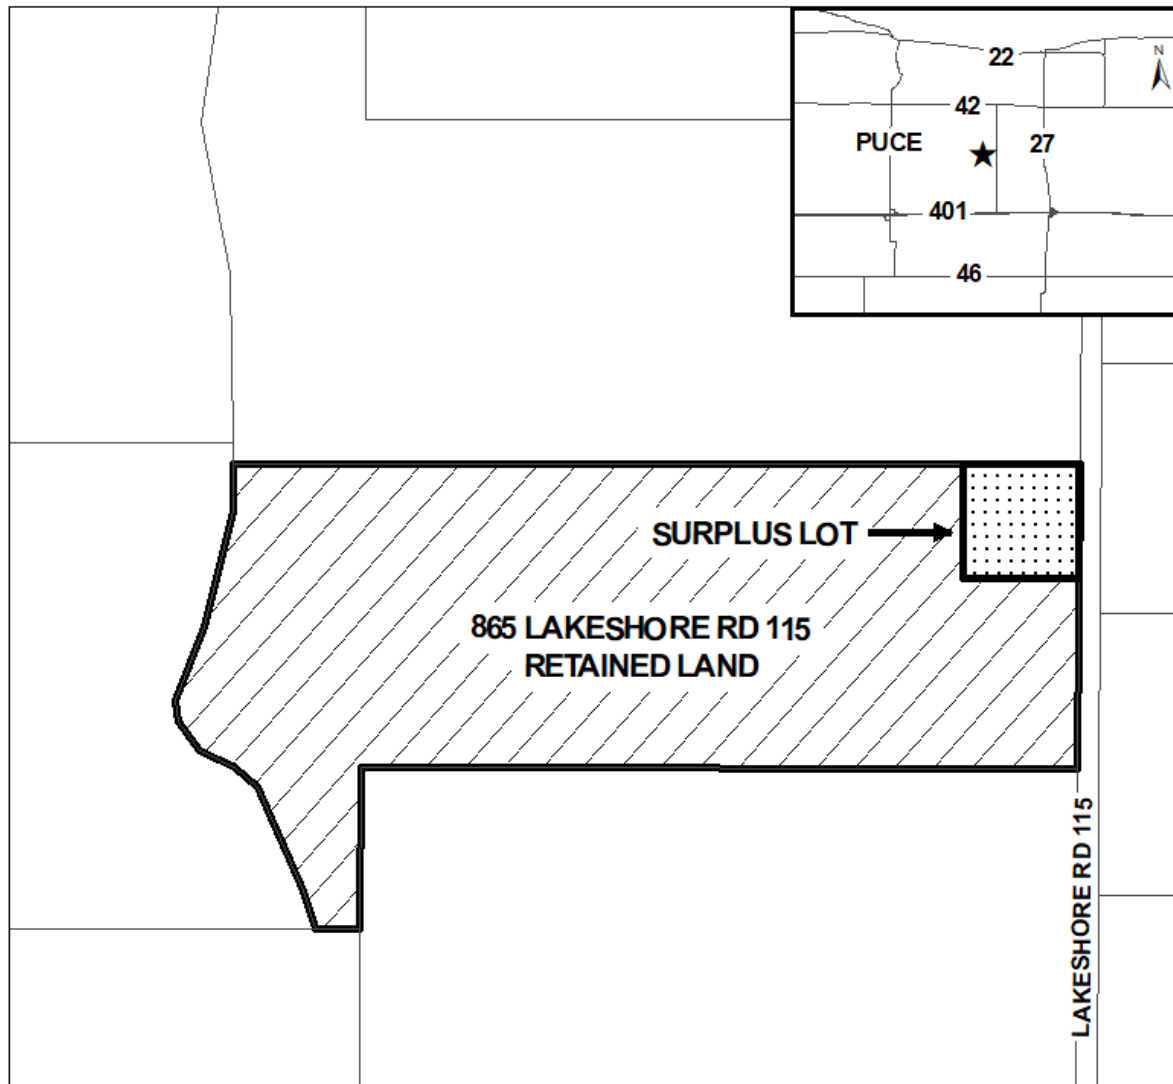 N
22
42
PUCE
27
401
46
SURPLUS LOT
865 LAKESHORE RD 115
RETAINED LAND
LAKESHORE RD 115